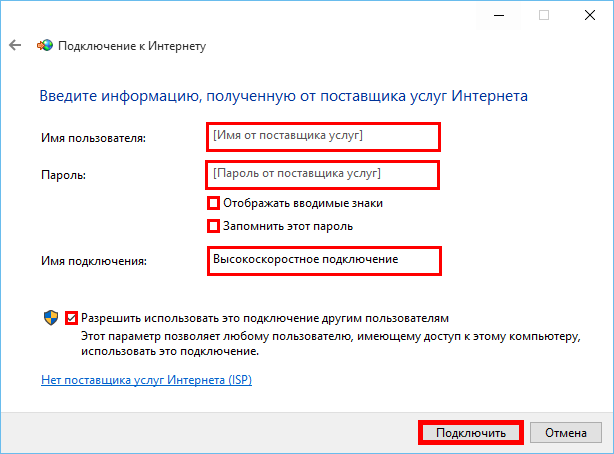 Подключение к Интернету
Введите информацию, полученную от поставщика услуг Интернета
Имя пользователя:
[Имя от поставщика услуг]
Пароль:
[Пароль от поставщика услуг]
Отображать вводимые знаки
Запомнить этот пароль
Имя подключения:
Высокоскоростное подключение
Разрешить использовать это подключение другим пользователям
Этот параметр позволяет любому пользователю, имеющему доступ к этому компьютеру,
использовать это подключение.
Нет поставщика услуг Интернета (ISP)
Подключить
Отмена